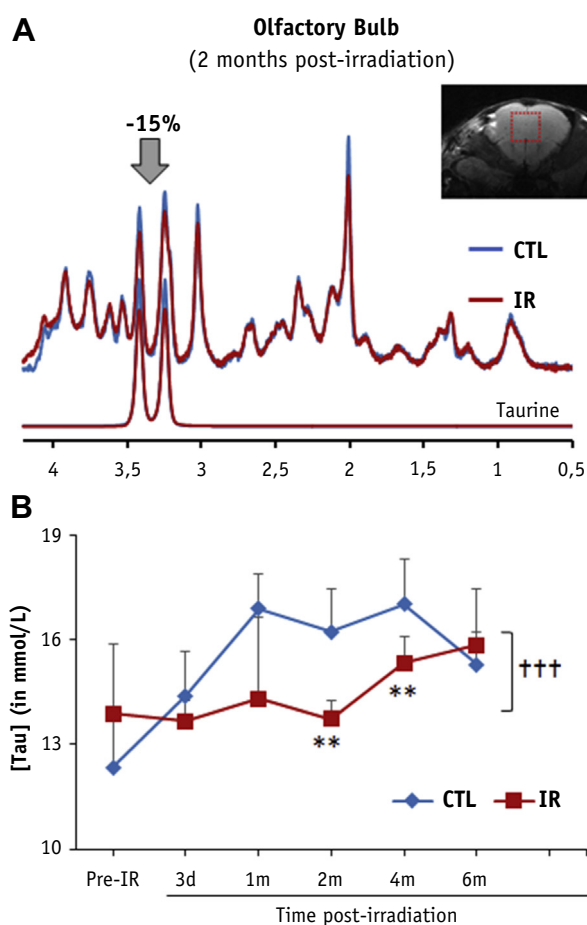 A
Olfactory Bulb
(2 months post-irradiation)
-15%
CTL
IR
Taurine
4 3,5 3 2,5 2 1,5 1 0,5
B
[Tau] (in mmol/L)
19
16
13
10
†††
**
**
CTL IR
Pre-IR 3d 1m 2m 4m 6m
Time post-irradiation